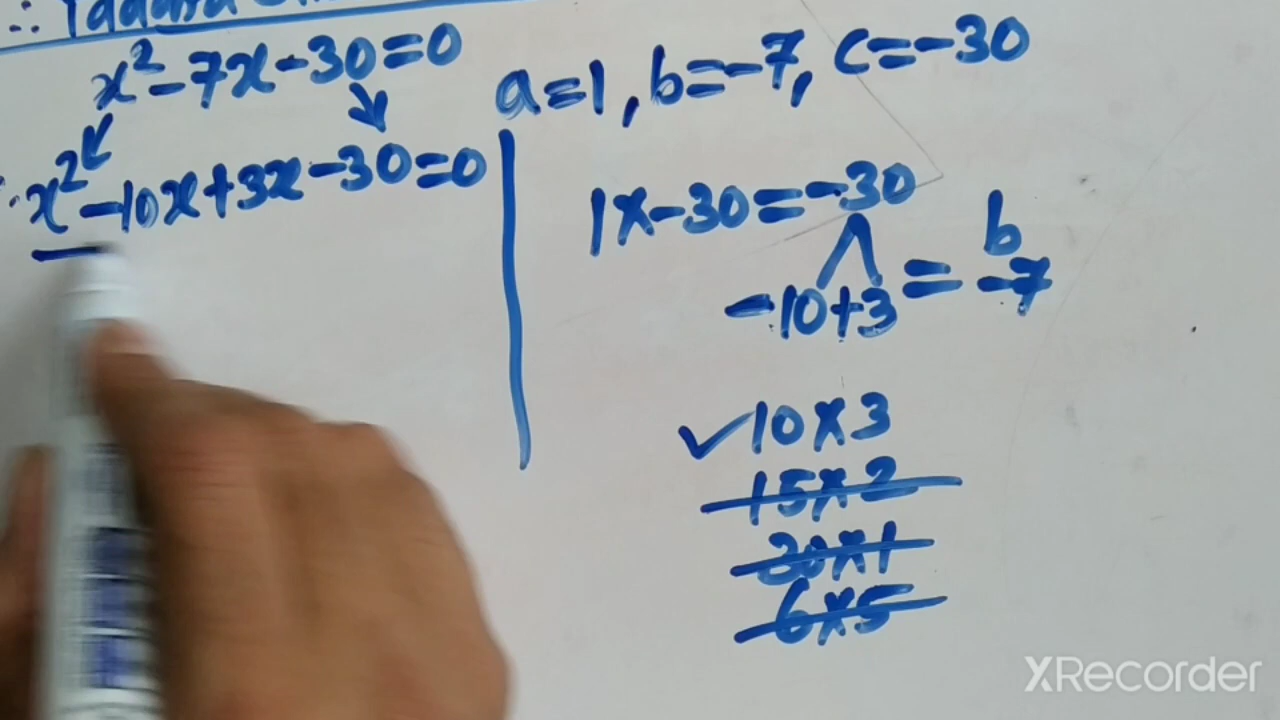 ∴
x²-7x-30=0
a=1, b=-7, c=-30
x²-10x+3x-30=0
1x-30=-30
b
-10+3=-7
✓10x3
15x2
30x1
6x5
XRecorder